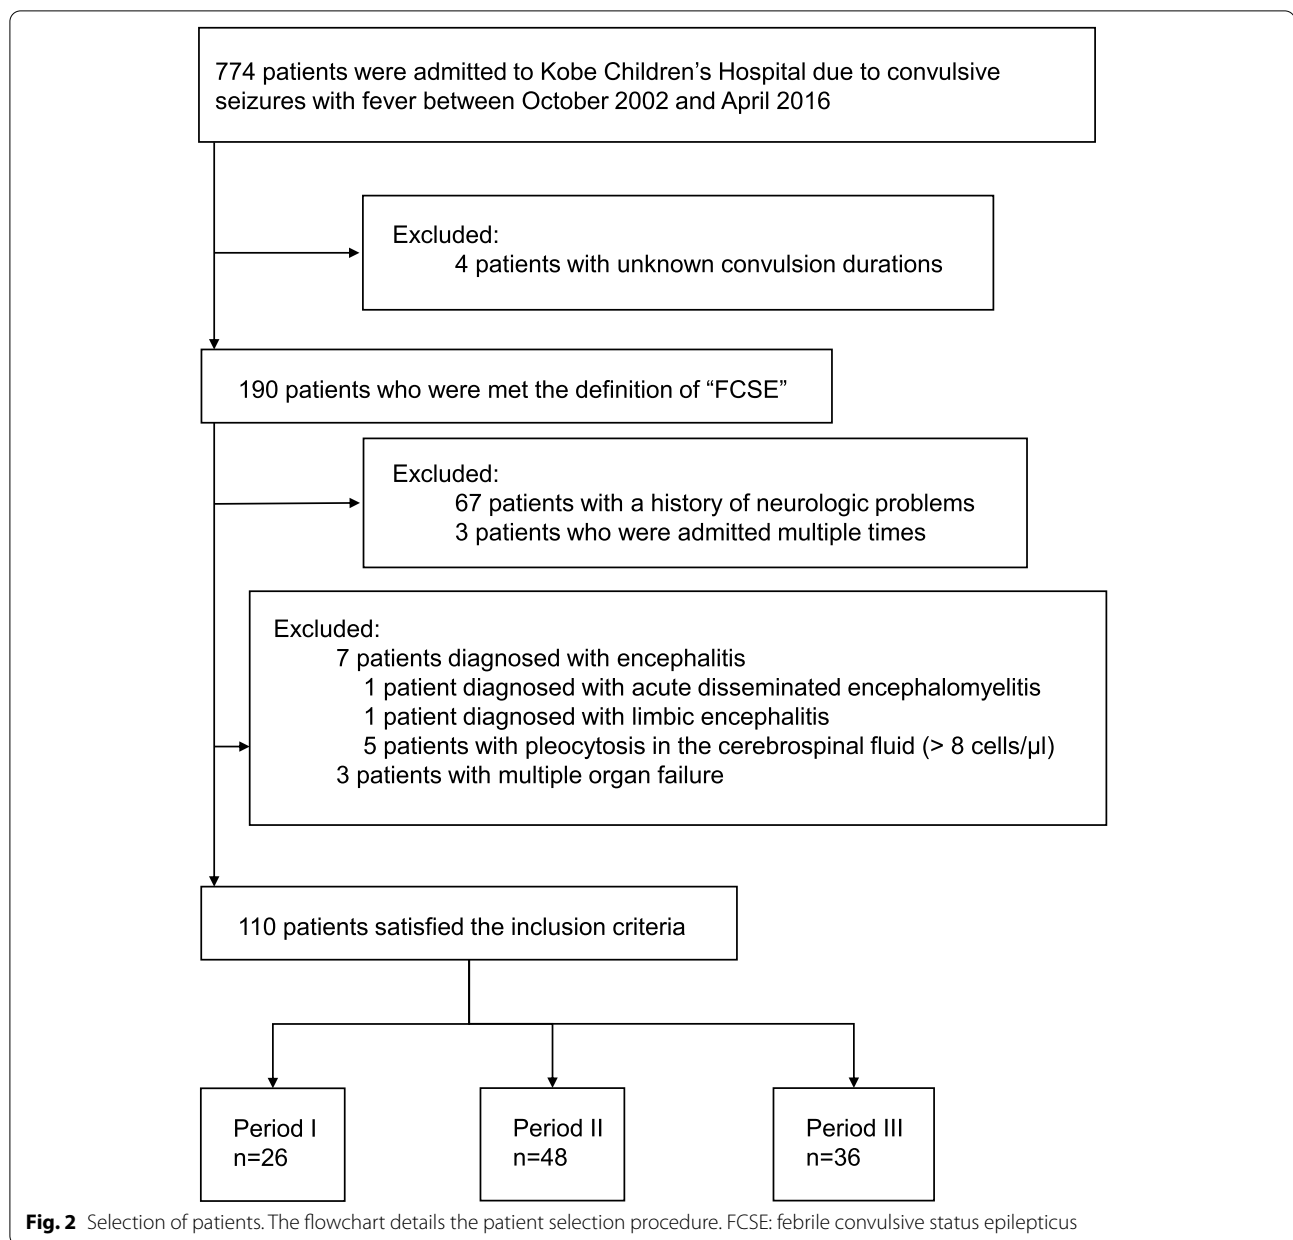 774 patients were admitted to Kobe Children’s Hospital due to convulsive
seizures with fever between October 2002 and April 2016
Excluded:
4 patients with unknown convulsion durations
190 patients who were met the definition of “FCSE”
Excluded:
67 patients with a history of neurologic problems
3 patients who were admitted multiple times
Excluded:
7 patients diagnosed with encephalitis
1 patient diagnosed with acute disseminated encephalomyelitis
1 patient diagnosed with limbic encephalitis
5 patients with pleocytosis in the cerebrospinal fluid (> 8 cells/µl)
3 patients with multiple organ failure
110 patients satisfied the inclusion criteria
Period I
n=26
Period II
n=48
Period III
n=36
Fig. 2 Selection of patients. The flowchart details the patient selection procedure. FCSE: febrile convulsive status epilepticus